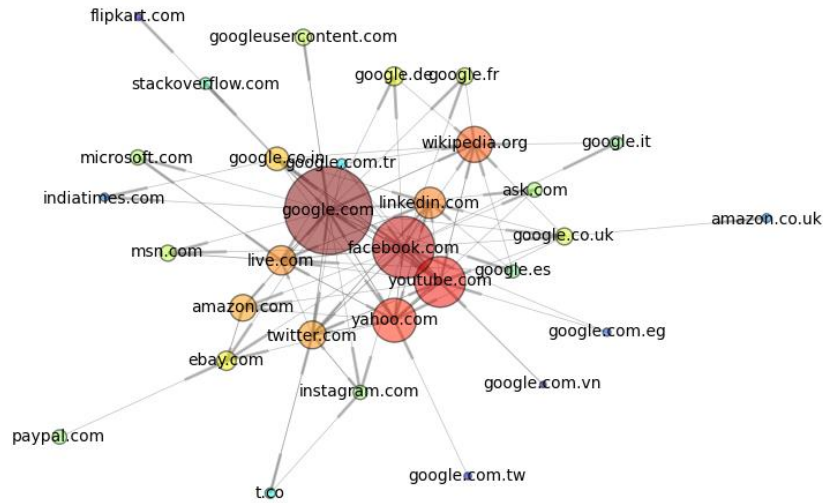 flipkart.com
googleusercontent.com
stackoverflow.com
google.de
google.fr
wikipedia.org
google.it
microsoft.com
google.co.in
google.com.tr
indiatimes.com
google.com
linkedin.com
ask.com
amazon.co.uk
msn.com
live.com
facebook.com
google.co.uk
google.es
youtube.com
amazon.com
twitter.com
yahoo.com
google.com.eg
ebay.com
instagram.com
google.com.vn
paypal.com
google.com.tw
t.co